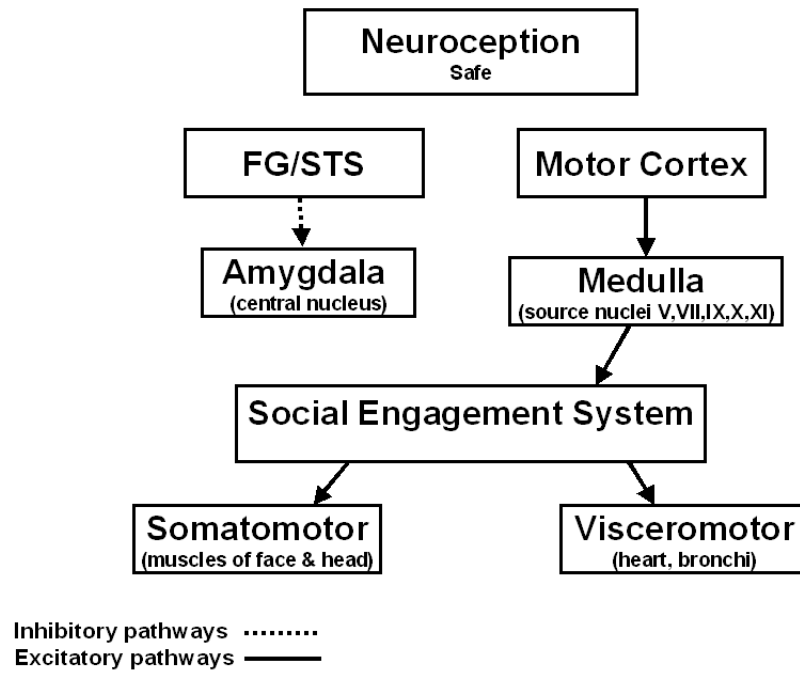 Neuroception
Safe
FG/STS
Motor Cortex
Amygdala
(central nucleus)
Medulla
(source nuclei V,VII,IX,X,XI)
Social Engagement System
Somatomotor
(muscles of face & head)
Visceromotor
(heart, bronchi)
Inhibitory pathways
Excitatory pathways